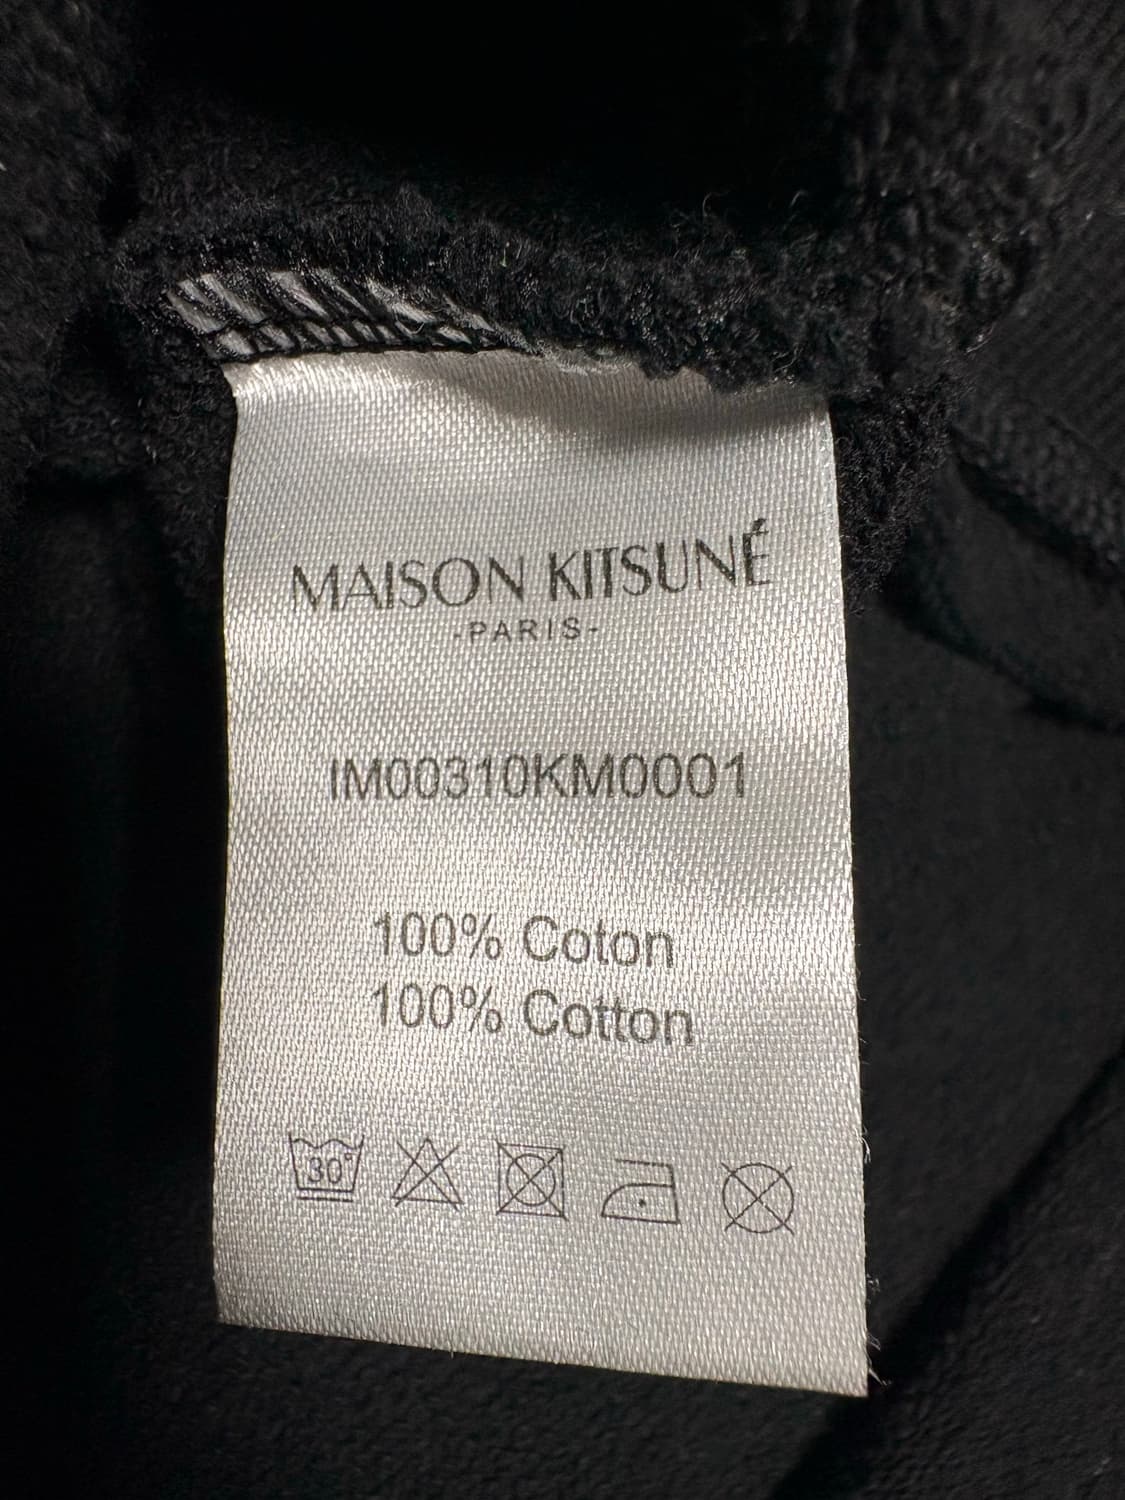 MAISON KITSUNÉ
-PARIS-
IM00310KM0001
100% Coton
100% Cotton
30°